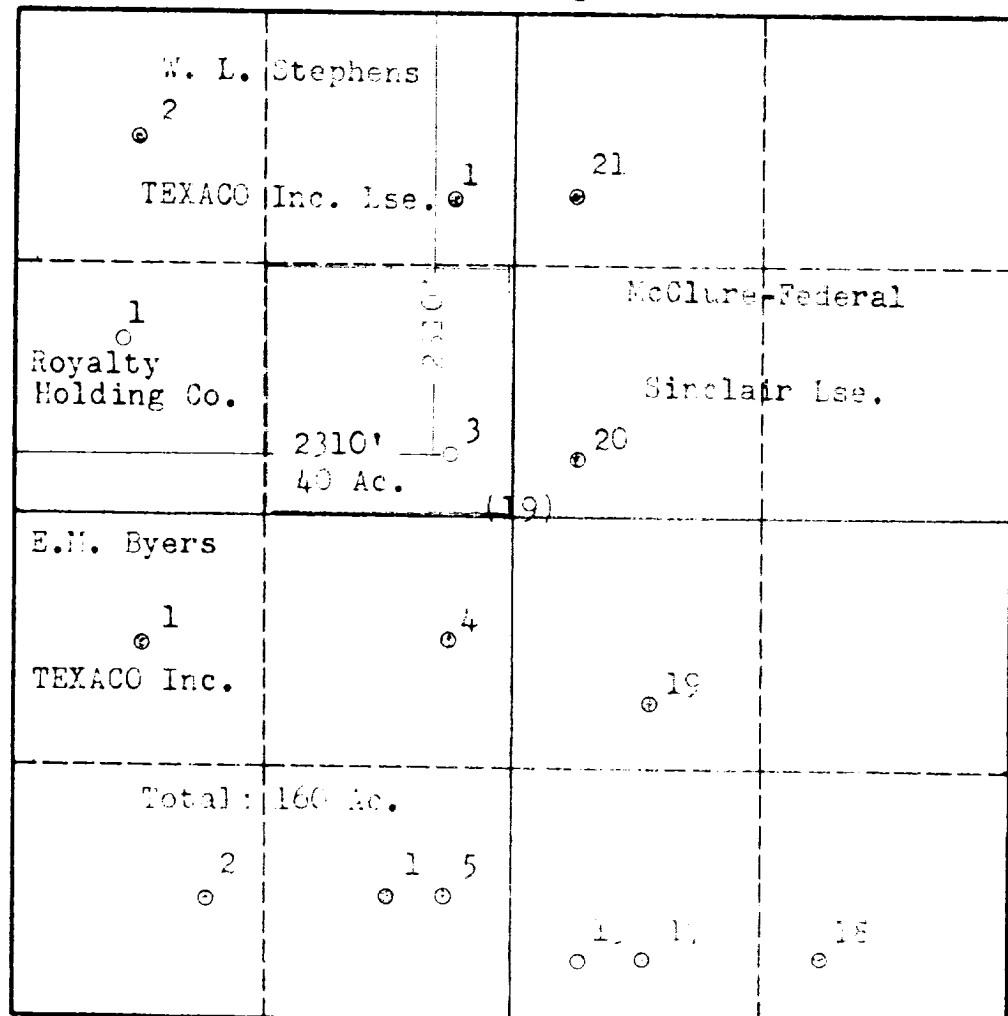 W. L. Stephens
2
1
21
TEXACO Inc. Lse.
McClure-Federal
1
Royalty
Holding Co.
Sinclair Lse.
2310'
3
20
2310'
40 Ac.
(19)
E.M. Byers
1
4
TEXACO Inc.
19
Total: 160 Ac.
2
1
5
18